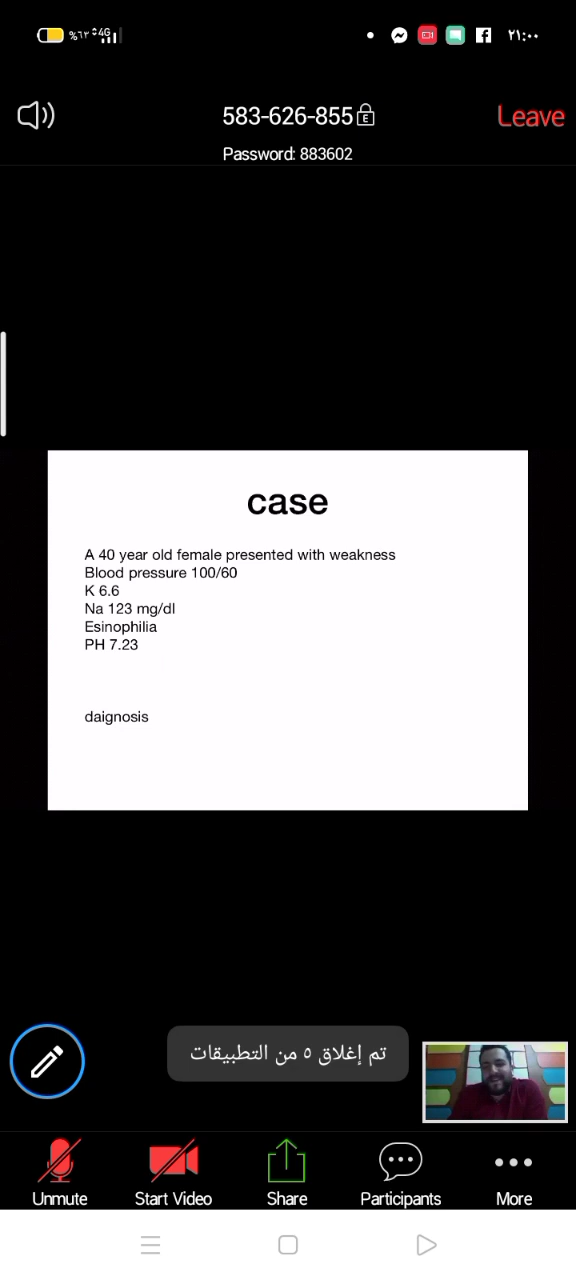 %٦٣ 4G ٢١:٠٠
583-626-855 E
Leave
Password: 883602
case
A 40 year old female presented with weakness
Blood pressure 100/60
K 6.6
Na 123 mg/dl
Esinophilia
PH 7.23
daignosis
تم إغلاق ٥ من التطبيقات
Unmute
Start Video
Share
Participants
More